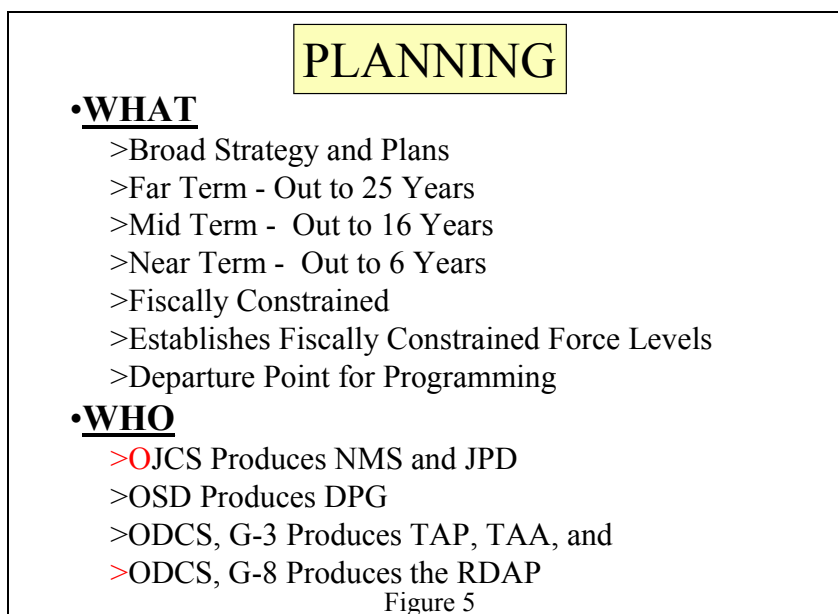 PLANNING
•WHAT
>Broad Strategy and Plans
>Far Term - Out to 25 Years
>Mid Term -  Out to 16 Years
>Near Term -  Out to 6 Years
>Fiscally Constrained
>Establishes Fiscally Constrained Force Levels
>Departure Point for Programming
•WHO
>OJCS Produces NMS and JPD
>OSD Produces DPG
>ODCS, G-3 Produces TAP, TAA, and
>ODCS, G-8 Produces the RDAP
Figure 5